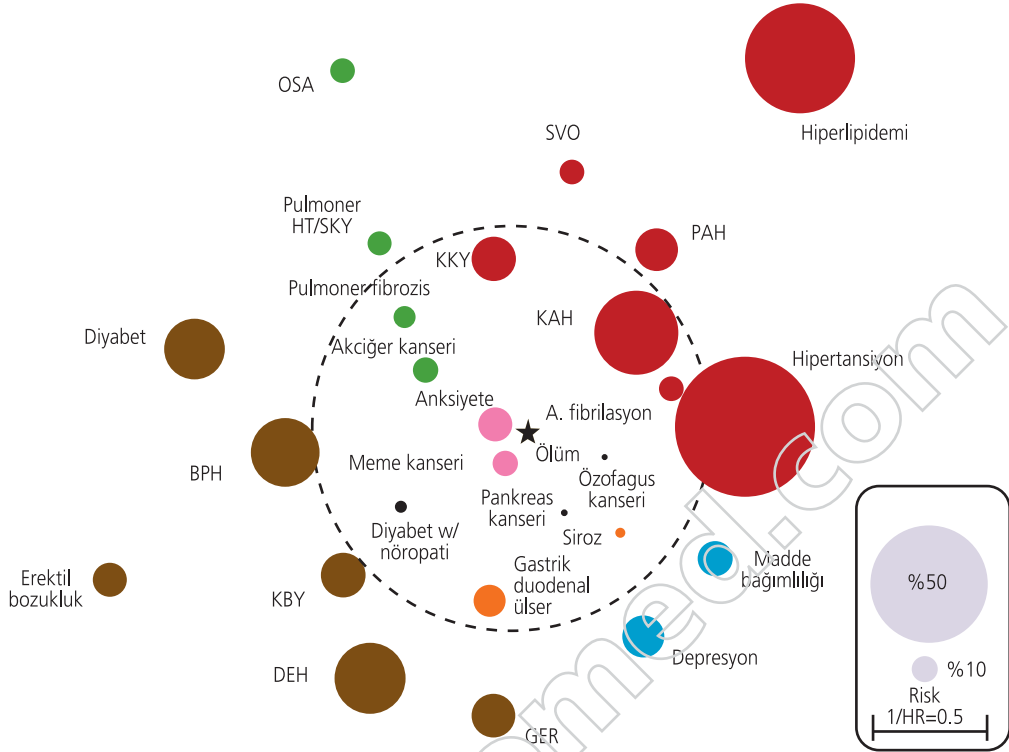 OSA
Hiperlipidemi
SVO
Pulmoner
HT/SKY
PAH
KKY
Pulmoner fibrozis
KAH
Diyabet
Akciğer kanseri
Hipertansiyon
Anksiyete
A. fibrilasyon
Ölüm
BPH
Meme kanseri
Özofagus
kanseri
Pankreas
kanseri
Diyabet w/
nöropati
Siroz
Erektil
bozukluk
KBY
Gastrik
duodenal
ülser
Madde
bağımlılığı
DEH
Depresyon
GER
%50
%10
Risk
1/HR=0.5
omed.com